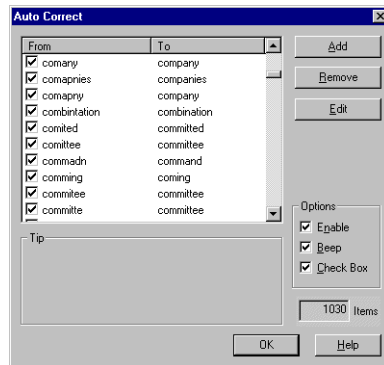 Auto Correct
From To
comany company
comapnies companies
comapny company
combintation combination
comited committed
comittee committee
commadn command
comming coming
commitee committee
committe committee
Add
Remove
Edit
Options
Enable
Beep
Check Box
Tip
1030 Items
OK Help